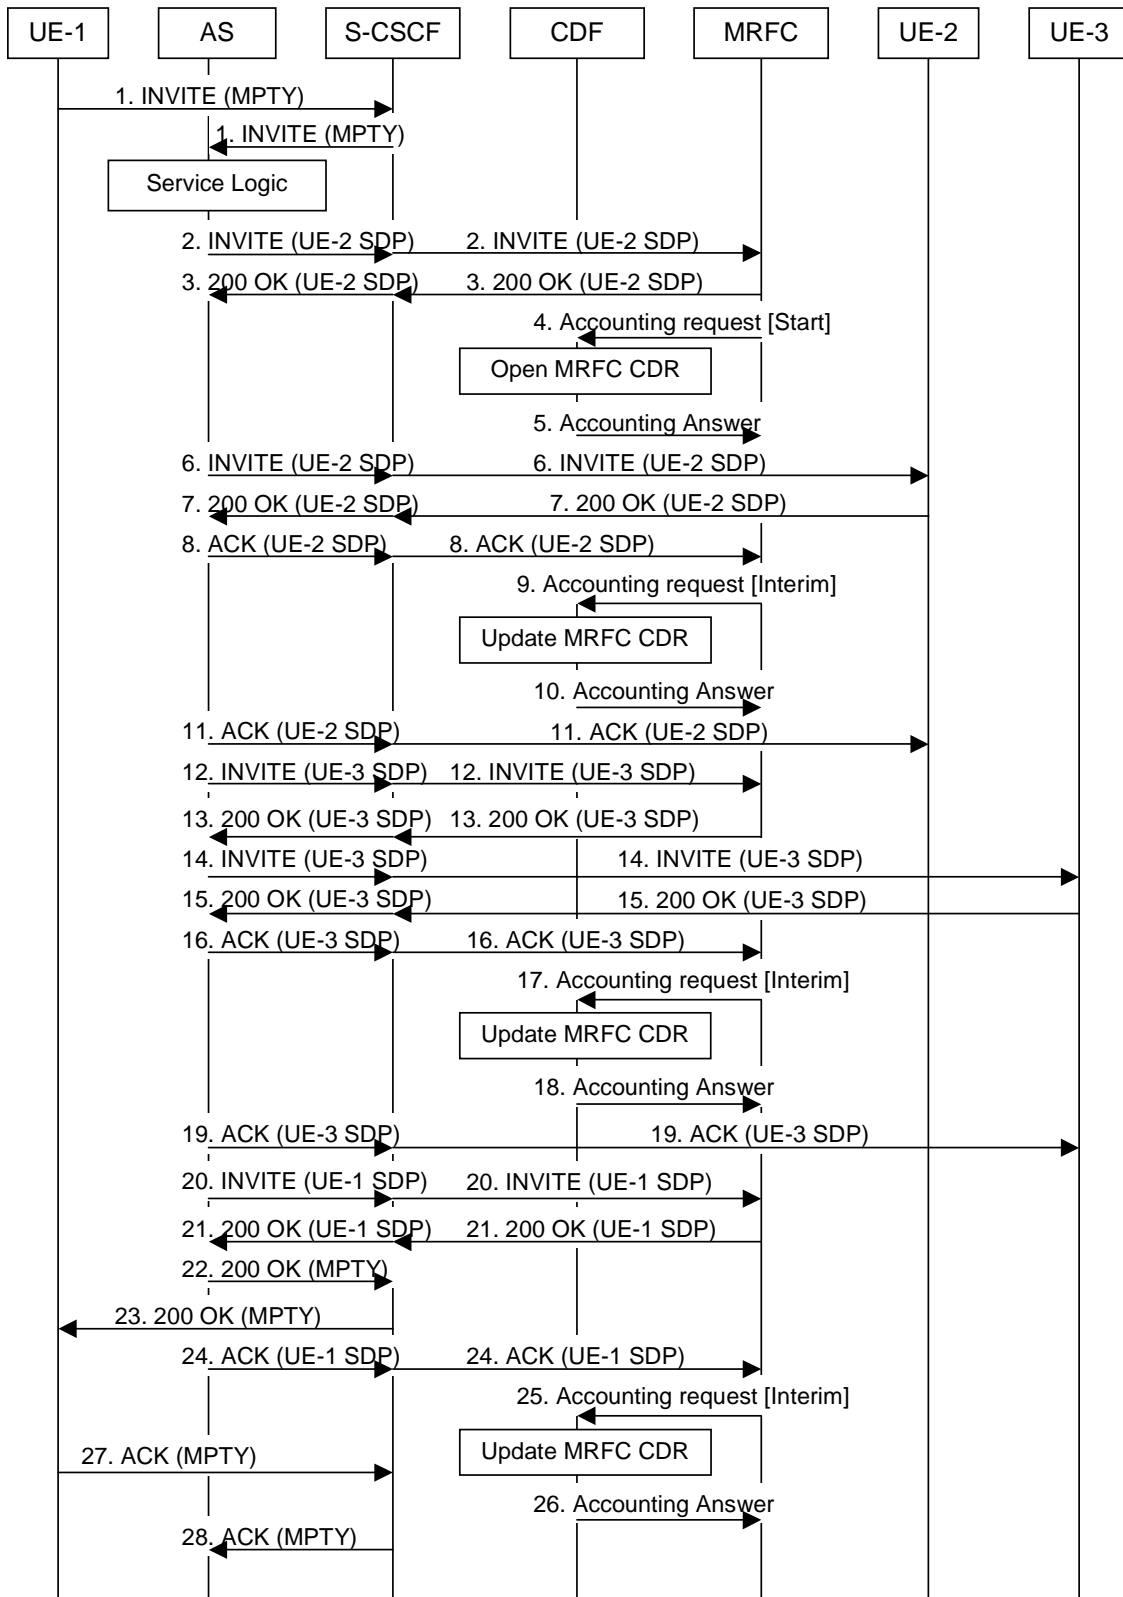 UE-1 AS S-CSCF CDF MRFC UE-2 UE-3
1. INVITE (MPTY)
1. INVITE (MPTY)
Service Logic
2. INVITE (UE-2 SDP) 2. INVITE (UE-2 SDP)
3. 200 OK (UE-2 SDP) 3. 200 OK (UE-2 SDP)
4. Accounting request [Start]
Open MRFC CDR
5. Accounting Answer
6. INVITE (UE-2 SDP) 6. INVITE (UE-2 SDP)
7. 200 OK (UE-2 SDP) 7. 200 OK (UE-2 SDP)
8. ACK (UE-2 SDP) 8. ACK (UE-2 SDP)
9. Accounting request [Interim]
Update MRFC CDR
10. Accounting Answer
11. ACK (UE-2 SDP) 11. ACK (UE-2 SDP)
12. INVITE (UE-3 SDP) 12. INVITE (UE-3 SDP)
13. 200 OK (UE-3 SDP) 13. 200 OK (UE-3 SDP)
14. INVITE (UE-3 SDP) 14. INVITE (UE-3 SDP)
15. 200 OK (UE-3 SDP) 15. 200 OK (UE-3 SDP)
16. ACK (UE-3 SDP) 16. ACK (UE-3 SDP)
17. Accounting request [Interim]
Update MRFC CDR
18. Accounting Answer
19. ACK (UE-3 SDP) 19. ACK (UE-3 SDP)
20. INVITE (UE-1 SDP) 20. INVITE (UE-1 SDP)
21. 200 OK (UE-1 SDP) 21. 200 OK (UE-1 SDP)
22. 200 OK (MPTY)
23. 200 OK (MPTY)
24. ACK (UE-1 SDP) 24. ACK (UE-1 SDP)
25. Accounting request [Interim]
Update MRFC CDR
27. ACK (MPTY)
26. Accounting Answer
28. ACK (MPTY)